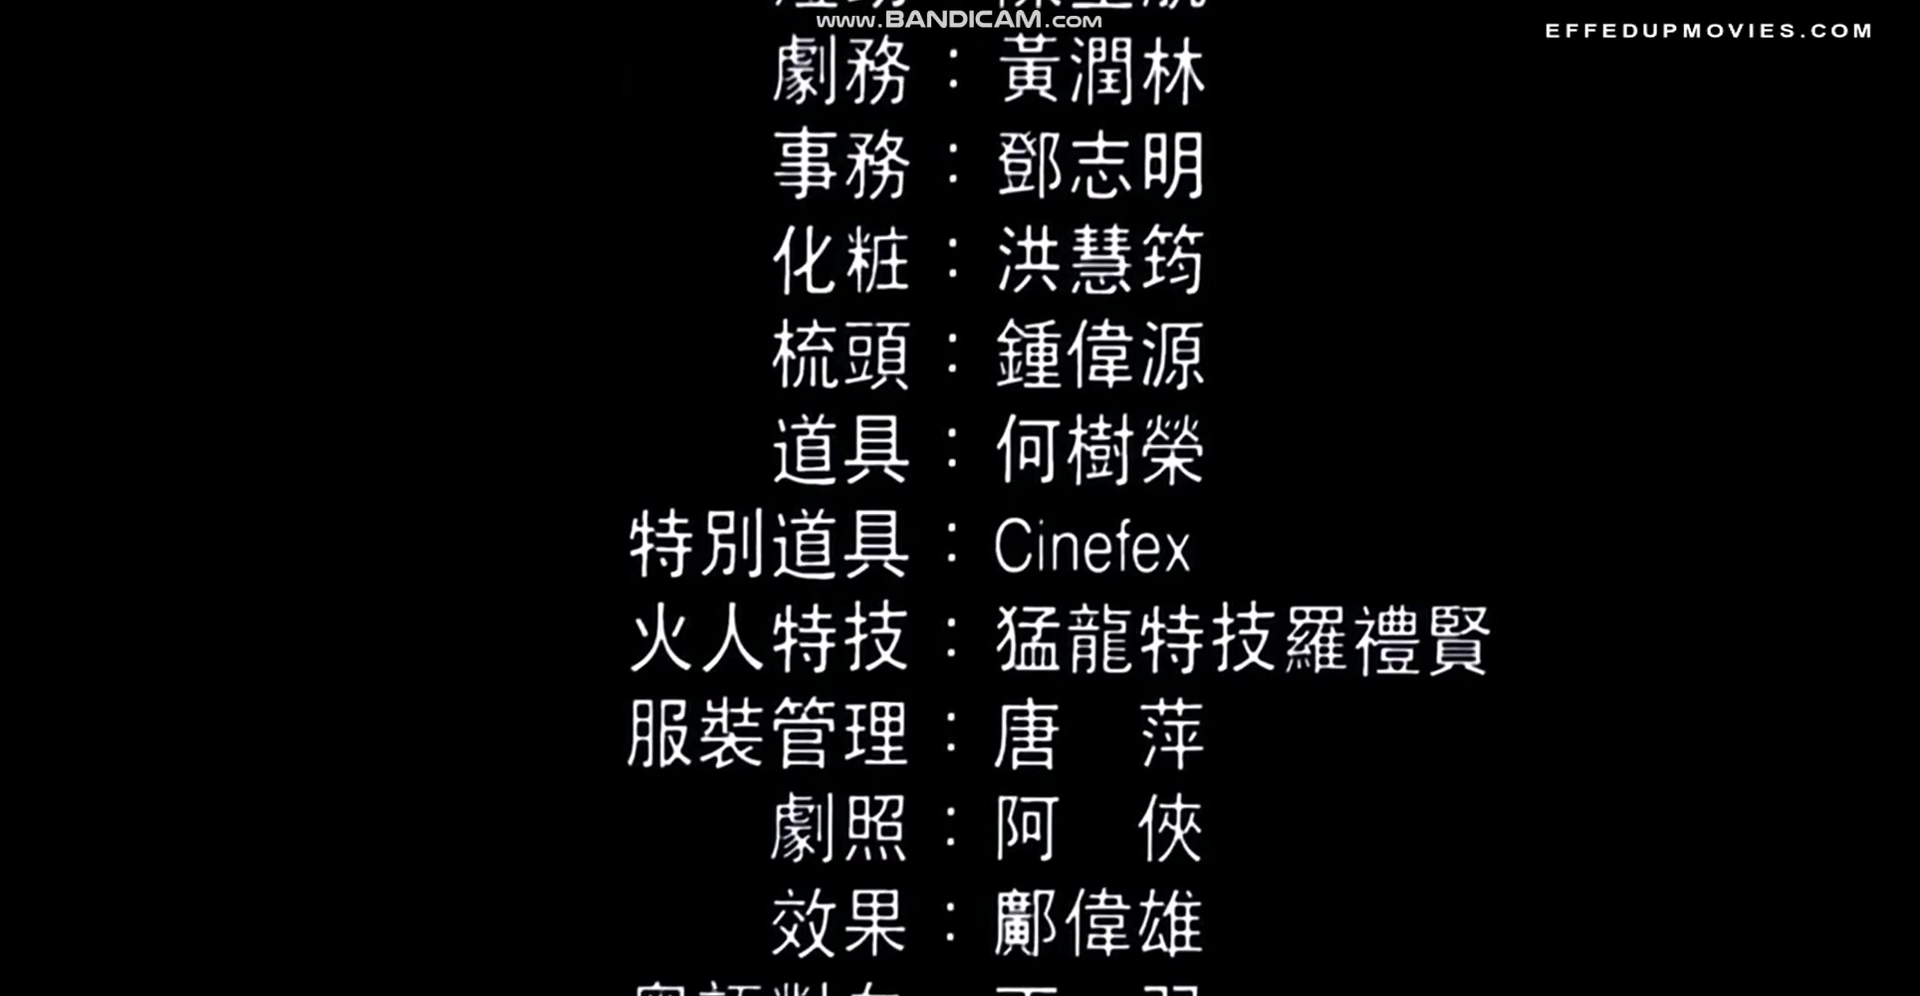 www.BANDICAM.com
EFFEDUPMOVIES.COM
劇務：黃潤林
事務：鄧志明
化粧：洪慧筠
梳頭：鍾偉源
道具：何樹榮
特別道具：Cinefex
火人特技：猛龍特技羅禮賢
服裝管理：唐　萍
劇照：阿　俠
效果：鄺偉雄